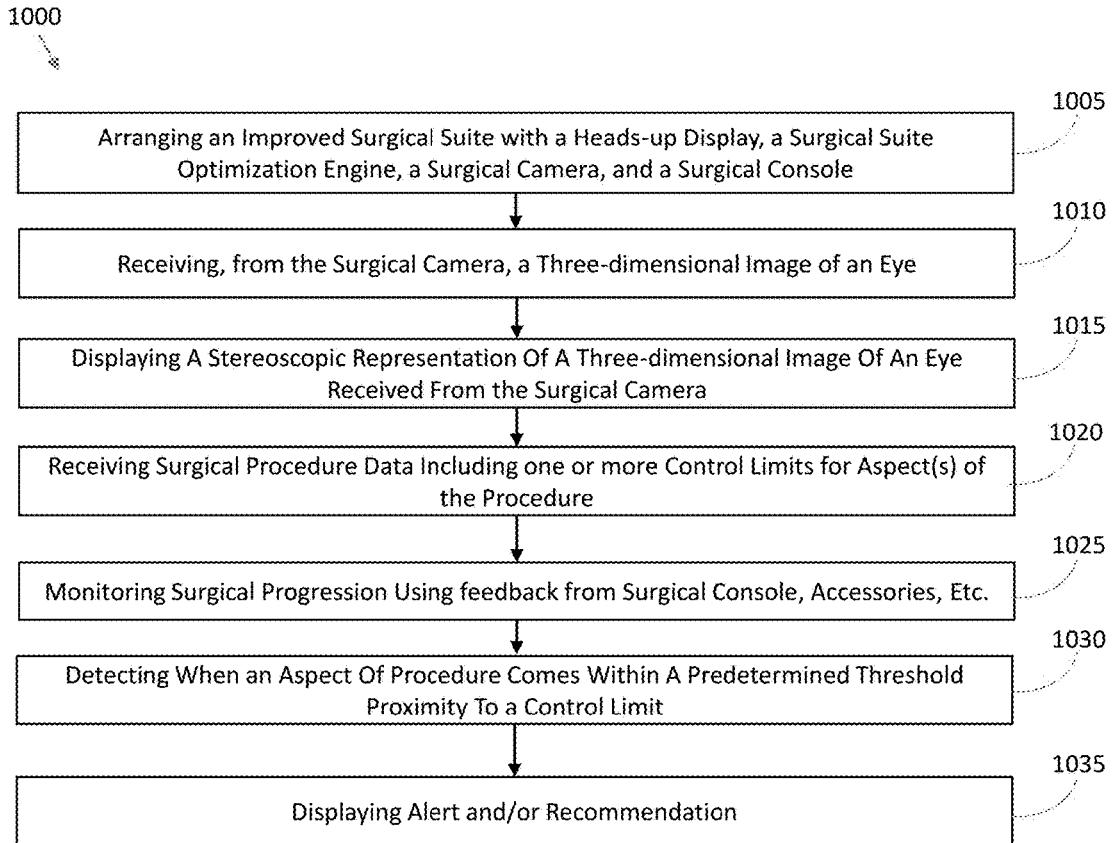 1000
1005
Arranging an Improved Surgical Suite with a Heads-up Display, a Surgical Suite
Optimization Engine, a Surgical Camera, and a Surgical Console
1010
Receiving, from the Surgical Camera, a Three-dimensional Image of an Eye
1015
Displaying A Stereoscopic Representation Of A Three-dimensional Image Of An Eye
Received From the Surgical Camera
1020
Receiving Surgical Procedure Data Including one or more Control Limits for Aspect(s) of
the Procedure
1025
Monitoring Surgical Progression Using feedback from Surgical Console, Accessories, Etc.
1030
Detecting When an Aspect Of Procedure Comes Within A Predetermined Threshold
Proximity To a Control Limit
1035
Displaying Alert and/or Recommendation